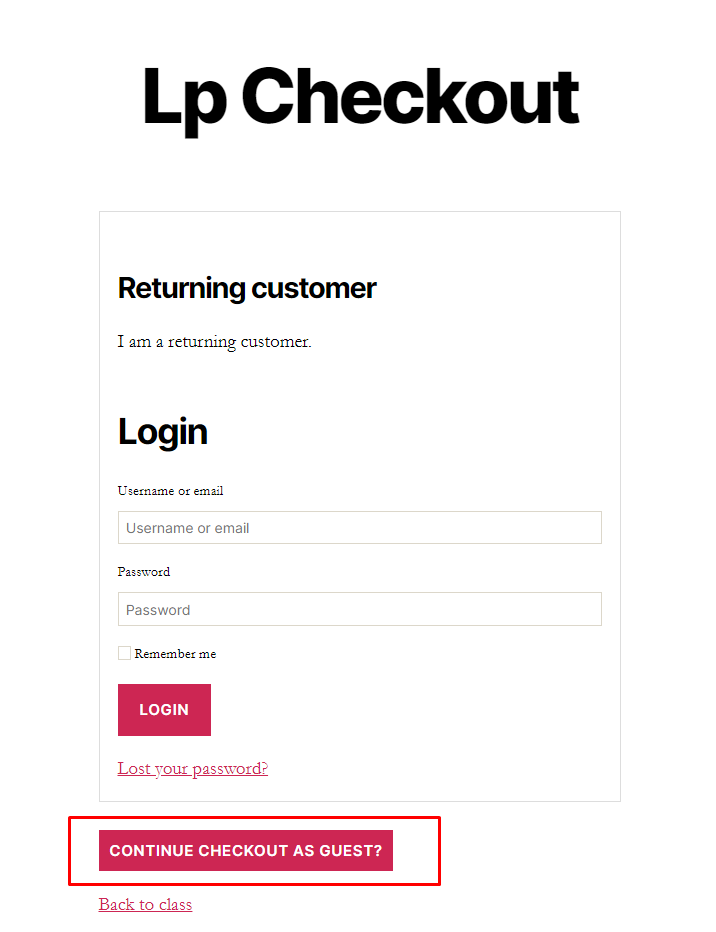 Lp Checkout
Returning customer
I am a returning customer.
Login
Username or email
Username or email
Password
Password
Remember me
LOGIN
Lost your password?
CONTINUE CHECKOUT AS GUEST?
Back to class